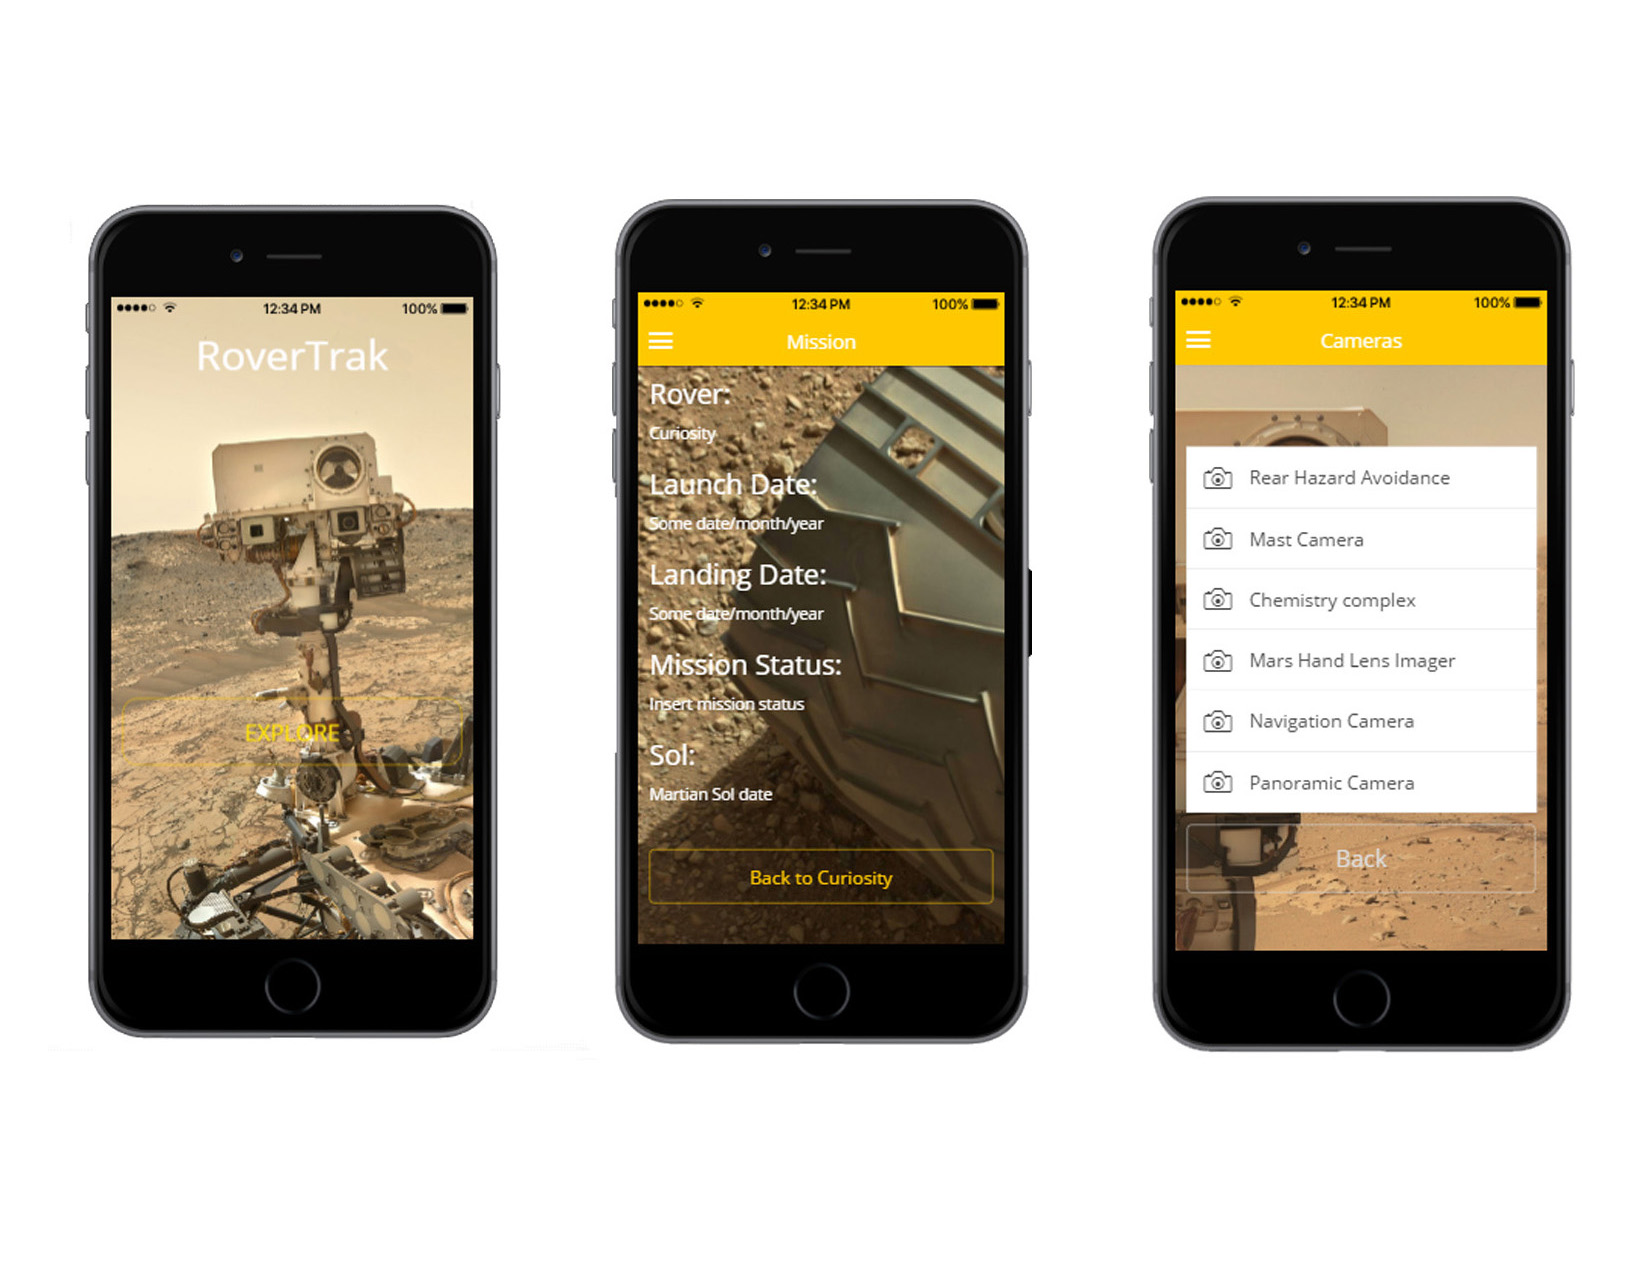 12:34 PM 100%
RoverTrak
EXPLORE
12:34 PM 100%
Mission
Rover:
Curiosity
Launch Date:
Some date/month/year
Landing Date:
Some date/month/year
Mission Status:
Insert mission status
Sol:
Martian Sol date
Back to Curiosity
12:34 PM 100%
Cameras
Rear Hazard Avoidance
Mast Camera
Chemistry complex
Mars Hand Lens Imager
Navigation Camera
Panoramic Camera
Back